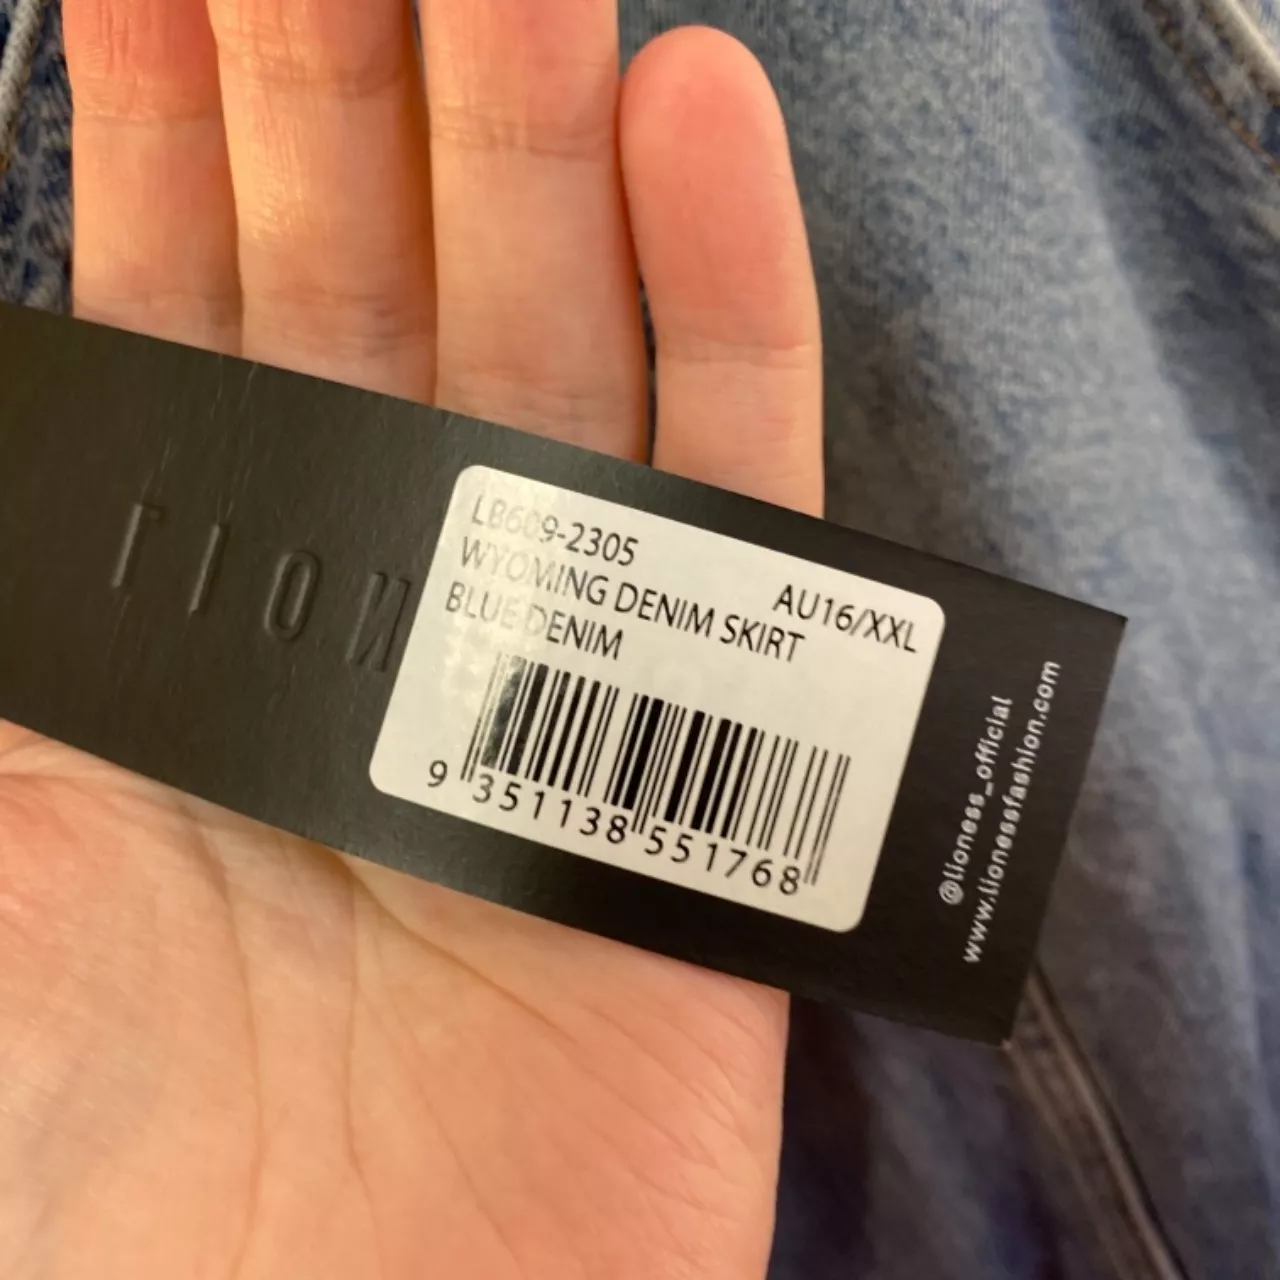 LB609-2305
WYOMING DENIM SKIRT
AU16/XXL
BLUE DENIM
9 351138 551768
@lioness_official
www.lionessfashion.com